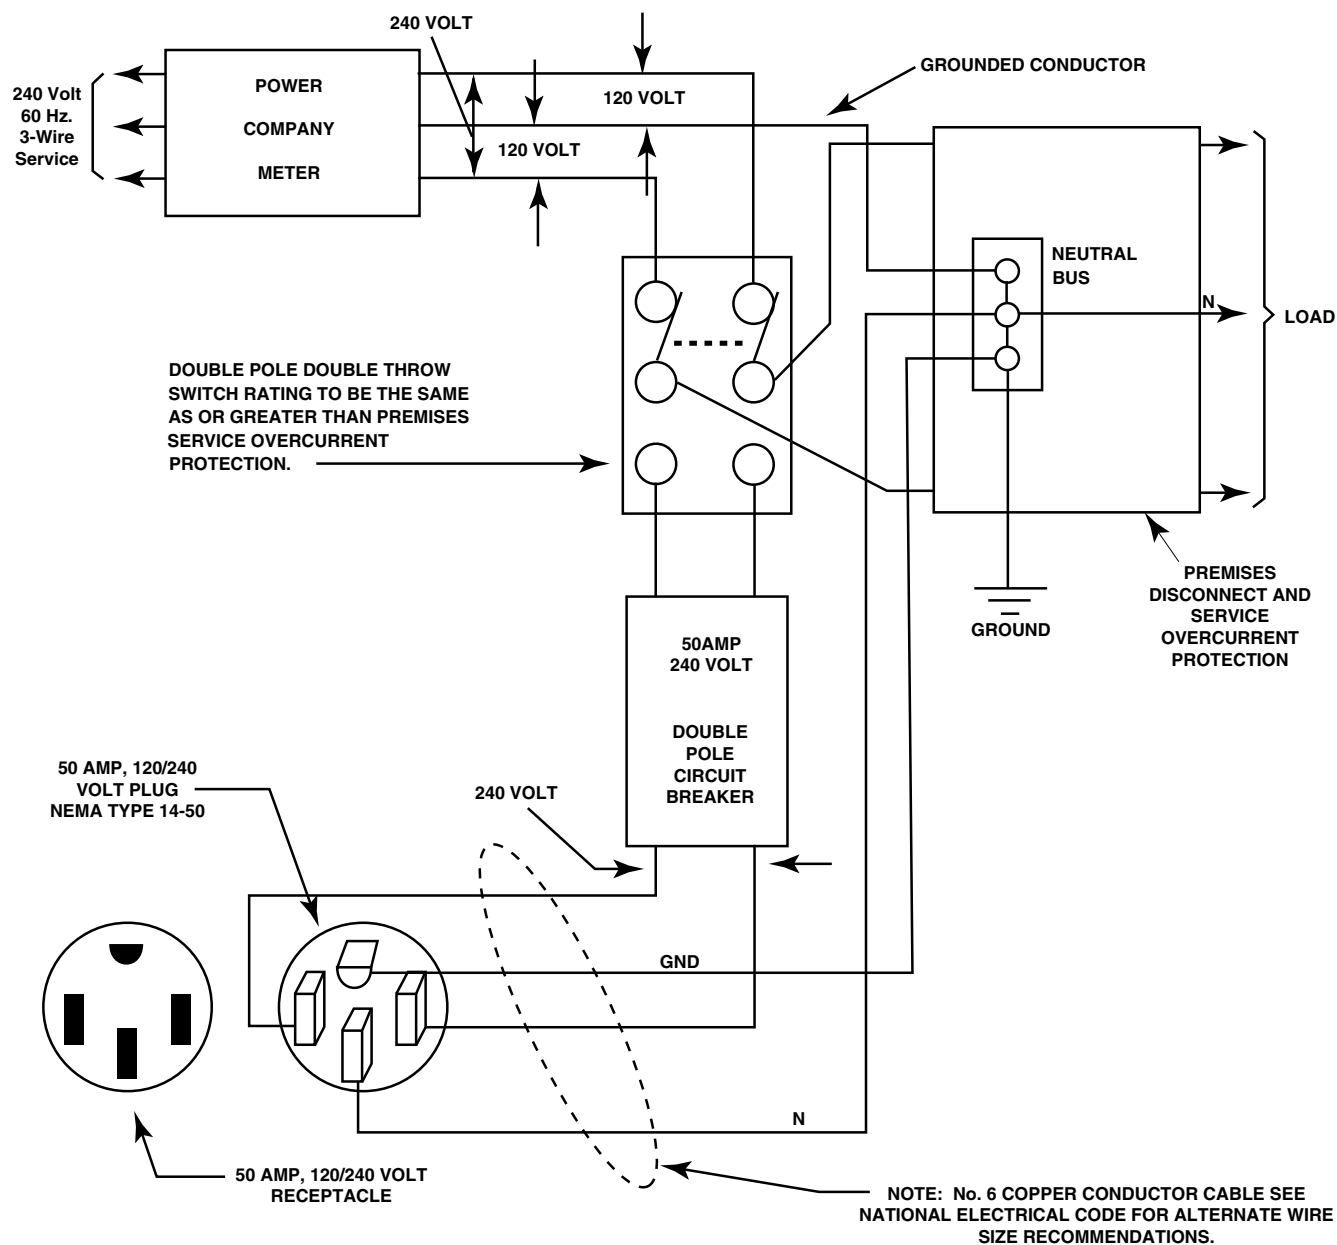 240 VOLT
GROUNDED CONDUCTOR
240 Volt
60 Hz.
3-Wire
Service
POWER
COMPANY
METER
120 VOLT
120 VOLT
NEUTRAL
BUS
N
LOAD
DOUBLE POLE DOUBLE THROW
SWITCH RATING TO BE THE SAME
AS OR GREATER THAN PREMISES
SERVICE OVERCURRENT
PROTECTION.
GROUND
PREMISES
DISCONNECT AND
SERVICE
OVERCURRENT
PROTECTION
50AMP
240 VOLT
DOUBLE
POLE
CIRCUIT
BREAKER
50 AMP, 120/240
VOLT PLUG
NEMA TYPE 14-50
240 VOLT
GND
N
50 AMP, 120/240 VOLT
RECEPTACLE
NOTE: No. 6 COPPER CONDUCTOR CABLE SEE
NATIONAL ELECTRICAL CODE FOR ALTERNATE WIRE
SIZE RECOMMENDATIONS.